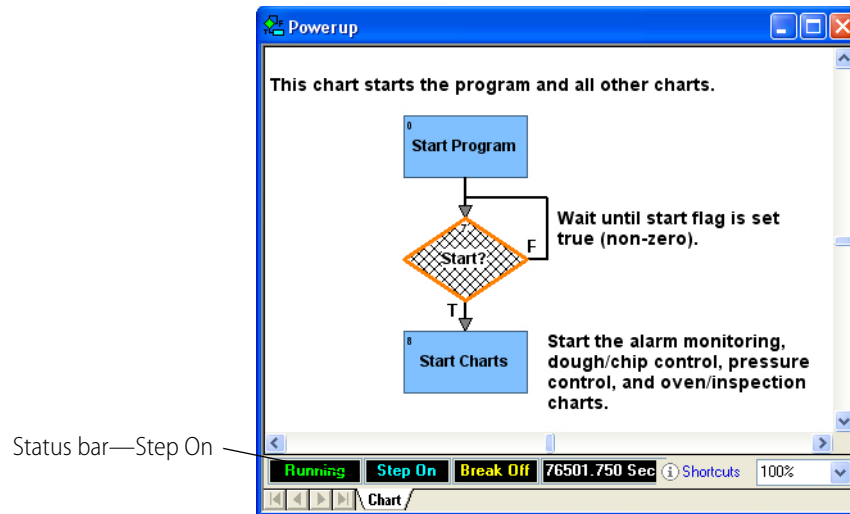 Powerup
This chart starts the program and all other charts.
0
Start Program
7
Start?
F
Wait until start flag is set
true (non-zero).
T
8
Start Charts
Start the alarm monitoring,
dough/chip control, pressure
control, and oven/inspection
charts.
Status bar—Step On
Running Step On Break Off 76501.750 Sec Shortcuts 100%
Chart